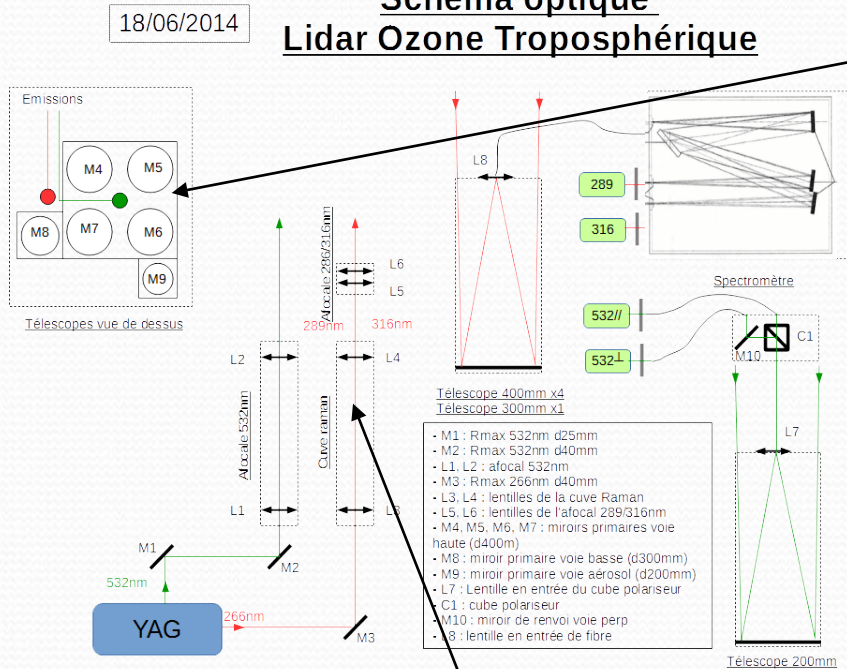 18/06/2014
Schéma optique
Lidar Ozone Troposphérique
Emissions
M4
M5
M8
M7
M6
M9
Télescopes vue de dessus
L8
289
316
Spectromètre
Afocale 286/316nm
L6
L5
289nm
316nm
L2
L4
Afocale 532nm
Cuve raman
L1
L3
M1
M2
532nm
YAG
266nm
M3
Télescope 400mm x4
Télescope 300mm x1
532//
532┴
M10
C1
L7
- M1 : Rmax 532nm d25mm
- M2 : Rmax 532nm d40mm
- L1, L2 : afocal 532nm
- M3 : Rmax 266nm d40mm
- L3, L4 : lentilles de la cuve Raman
- L5, L6 : lentilles de l'afocal 289/316nm
- M4, M5, M6, M7 : miroirs primaires voie
haute (d400m)
- M8 : miroir primaire voie basse (d300mm)
- M9 : miroir primaire voie aérosol (d200mm)
- L7 : Lentille en entrée du cube polariseur
- C1 : cube polariseur
- M10 : miroir de renvoi voie perp
- L8 : lentille en entrée de fibre
Télescope 200mm